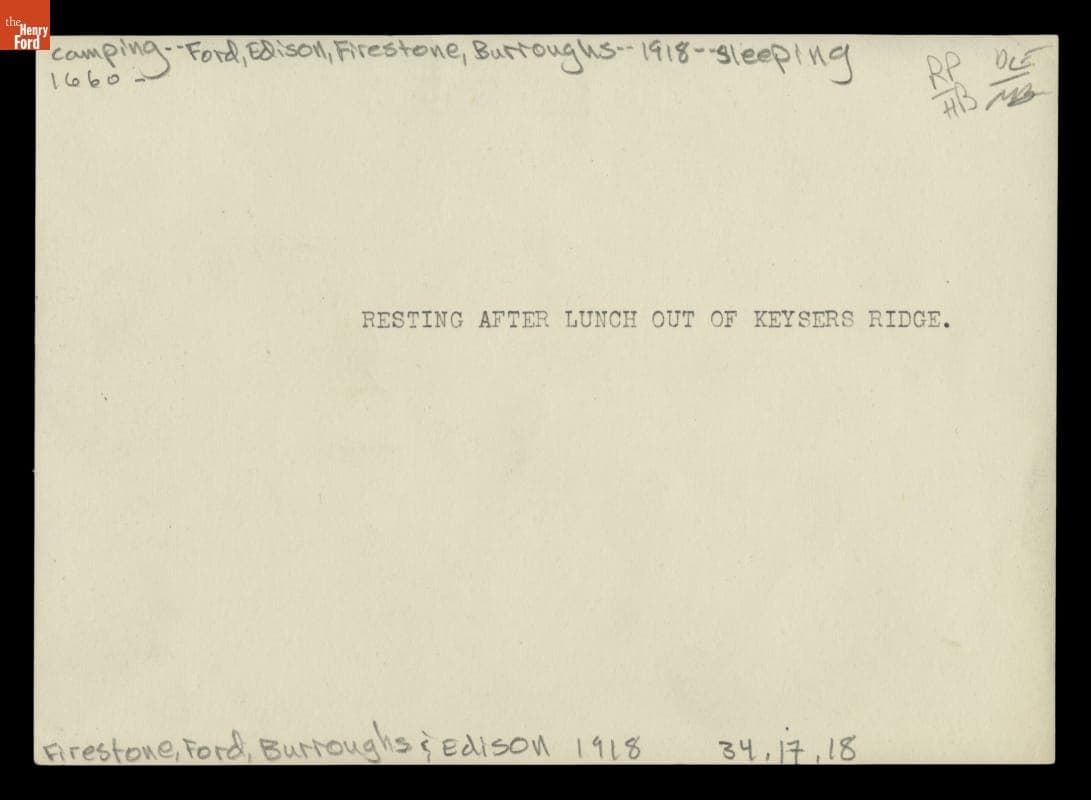 the
Henry
Ford
camping--Ford, Edison, Firestone, Burroughs--1918--sleeping
1660-
RP
HB
RESTING AFTER LUNCH OUT OF KEYSERS RIDGE.
Firestone, Ford, Burroughs & Edison 1918 34.17.18